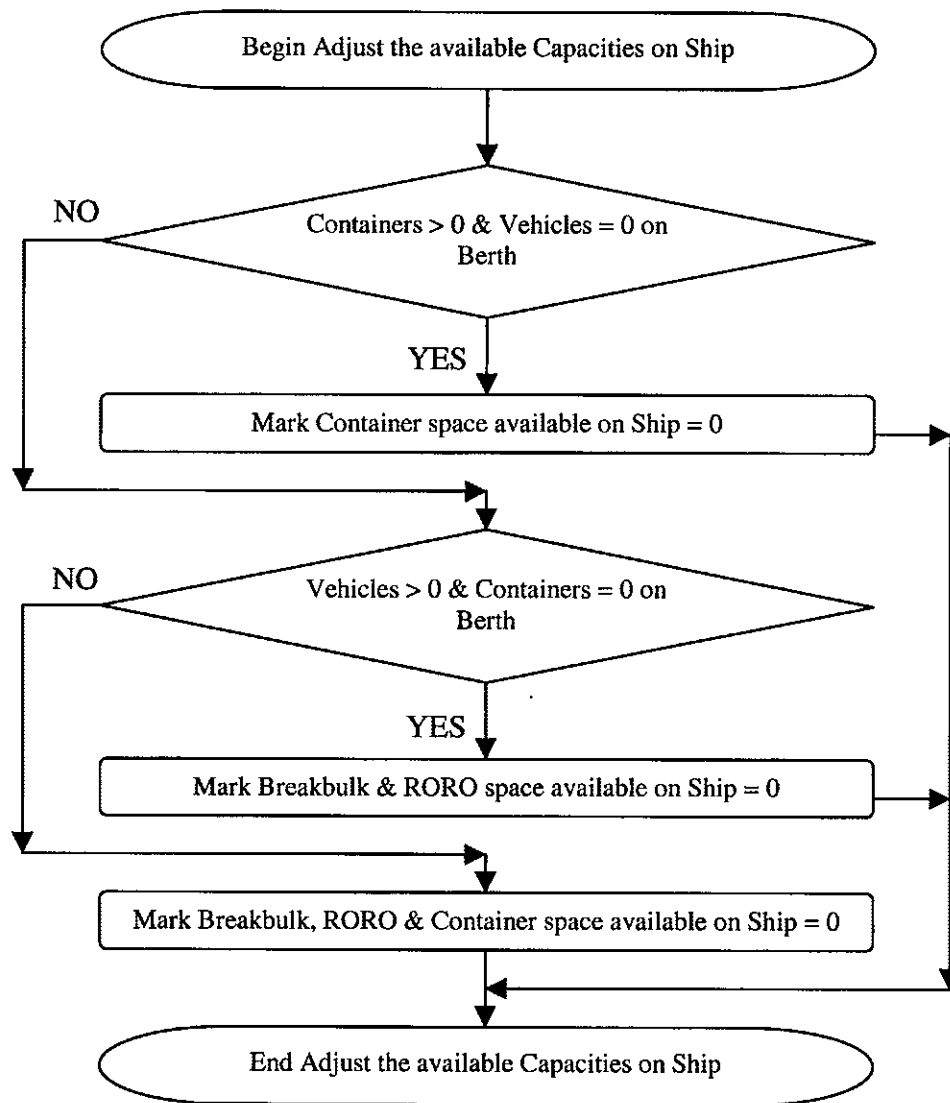 Begin Adjust the available Capacities on Ship
NO
Containers > 0 & Vehicles = 0 on
Berth
YES
Mark Container space available on Ship = 0
NO
Vehicles > 0 & Containers = 0 on
Berth
YES
Mark Breakbulk & RORO space available on Ship = 0
Mark Breakbulk, RORO & Container space available on Ship = 0
End Adjust the available Capacities on Ship